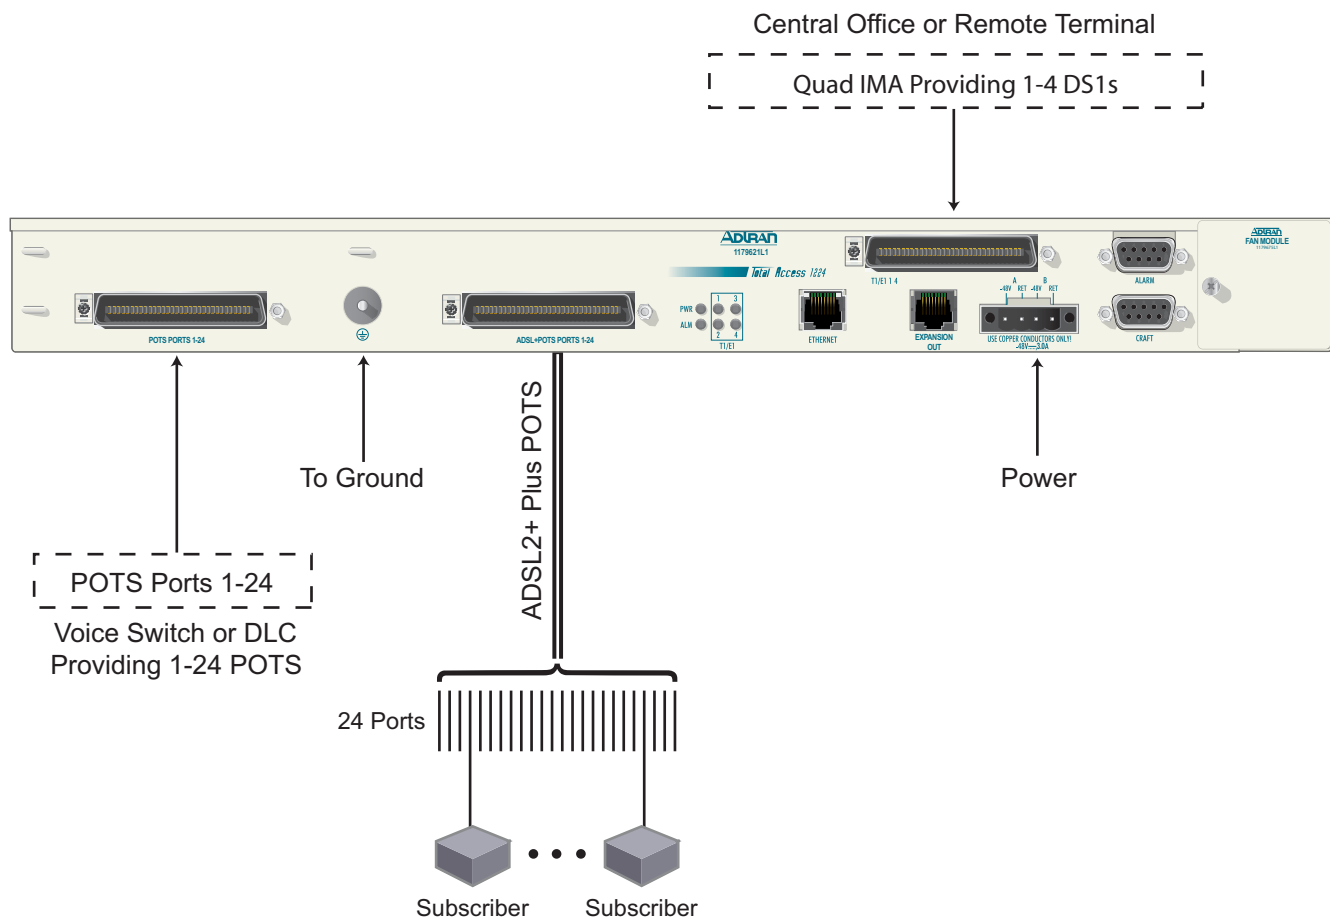 Central Office or Remote Terminal
Quad IMA Providing 1-4 DS1s
ADTRAN
1179621L1
Total Access 1224
T1/E1 1 4
ALARM
ADTRAN
FAN MODULE
1179675L1
POTS PORTS 1-24
ADSL+POTS PORTS 1-24
PWR
ALM
1 3
2 4
T1/E1
ETHERNET
EXPANSION
OUT
A B
-48V RET -48V RET
USE COPPER CONDUCTORS ONLY!
-48V 3.0A
CRAFT
To Ground
ADSL2+ Plus POTS
Power
POTS Ports 1-24
Voice Switch or DLC
Providing 1-24 POTS
24 Ports
Subscriber Subscriber